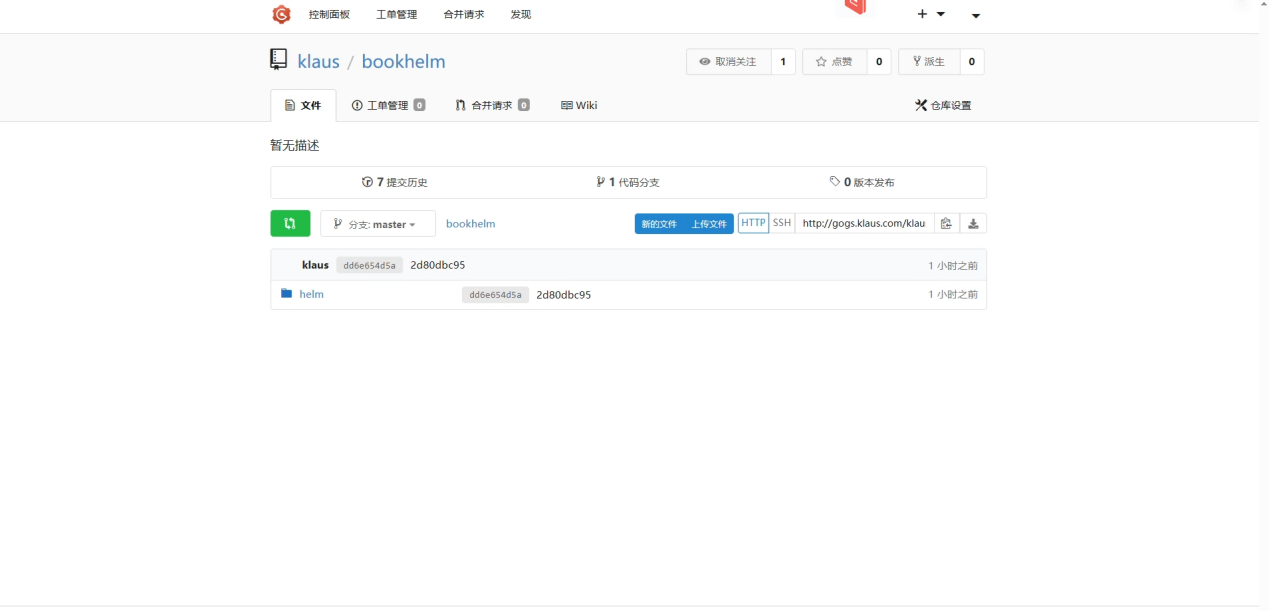 控制面板 工单管理 合并请求 发现
klaus / bookhelm 取消关注 1 点赞 0 派生 0
文件 工单管理 0 合并请求 0 Wiki 仓库设置
暂无描述
7 提交历史 1 代码分支 0 版本发布
分支: master bookhelm 新的文件 上传文件 HTTP SSH http://gogs.klaus.com/klau
klaus dd6e654d5a 2d80dbc95 1 小时之前
helm dd6e654d5a 2d80dbc95 1 小时之前